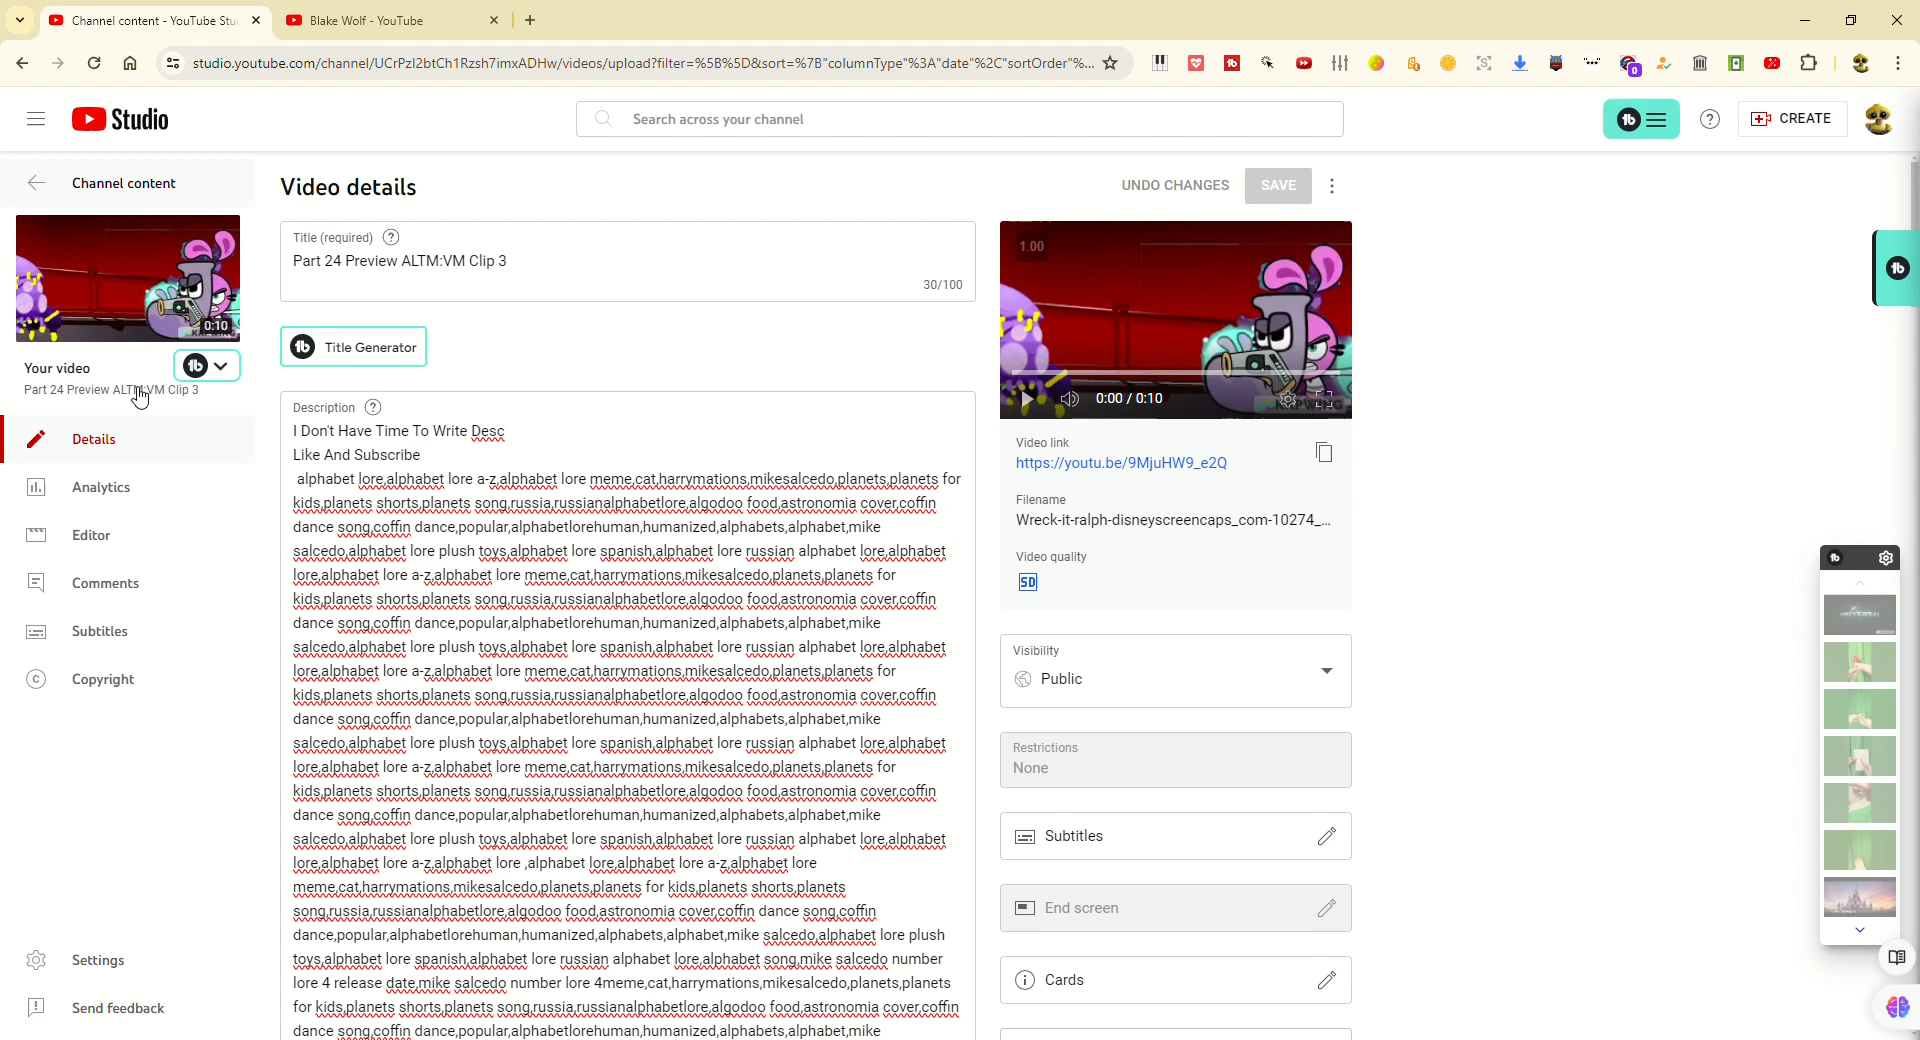 Channel content - YouTube Stu
Blake Wolf - YouTube
studio.youtube.com/channel/UCrPzI2btCh1Rzsh7imxADHw/videos/upload?filter=%5B%5D&sort=%7B"columnType"%3A"date"%2C"sortOrder"%...
0
Studio
Search across your channel
CREATE
Channel content
Video details
UNDO CHANGES
SAVE
0:10
Your video
Part 24 Preview ALTM:VM Clip 3
Details
Analytics
Editor
Comments
Subtitles
Copyright
Settings
Send feedback
Title (required)
Part 24 Preview ALTM:VM Clip 3
30/100
Title Generator
Description
I Don't Have Time To Write Desc
Like And Subscribe
alphabet lore,alphabet lore a-z,alphabet lore meme,cat,harrymations,mikesalcedo,planets,planets for
kids,planets shorts,planets song,russia,russianalphabetlore,algodoo food,astronomia cover,coffin
dance song,coffin dance,popular,alphabetlorehuman,humanized,alphabets,alphabet,mike
salcedo,alphabet lore plush toys,alphabet lore spanish,alphabet lore russian alphabet lore,alphabet
lore,alphabet lore a-z,alphabet lore meme,cat,harrymations,mikesalcedo,planets,planets for
kids,planets shorts,planets song,russia,russianalphabetlore,algodoo food,astronomia cover,coffin
dance song,coffin dance,popular,alphabetlorehuman,humanized,alphabets,alphabet,mike
salcedo,alphabet lore plush toys,alphabet lore spanish,alphabet lore russian alphabet lore,alphabet
lore,alphabet lore a-z,alphabet lore meme,cat,harrymations,mikesalcedo,planets,planets for
kids,planets shorts,planets song,russia,russianalphabetlore,algodoo food,astronomia cover,coffin
dance song,coffin dance,popular,alphabetlorehuman,humanized,alphabets,alphabet,mike
salcedo,alphabet lore plush toys,alphabet lore spanish,alphabet lore russian alphabet lore,alphabet
lore,alphabet lore a-z,alphabet lore meme,cat,harrymations,mikesalcedo,planets,planets for
kids,planets shorts,planets song,russia,russianalphabetlore,algodoo food,astronomia cover,coffin
dance song,coffin dance,popular,alphabetlorehuman,humanized,alphabets,alphabet,mike
salcedo,alphabet lore plush toys,alphabet lore spanish,alphabet lore russian alphabet lore,alphabet
lore,alphabet lore a-z,alphabet lore ,alphabet lore,alphabet lore a-z,alphabet lore
meme,cat,harrymations,mikesalcedo,planets,planets for kids,planets shorts,planets
song,russia,russianalphabetlore,algodoo food,astronomia cover,coffin dance song,coffin
dance,popular,alphabetlorehuman,humanized,alphabets,alphabet,mike salcedo,alphabet lore plush
toys,alphabet lore spanish,alphabet lore russian alphabet lore,alphabet song,mike salcedo number
lore 4 release date,mike salcedo number lore 4meme,cat,harrymations,mikesalcedo,planets,planets
for kids,planets shorts,planets song,russia,russianalphabetlore,algodoo food,astronomia cover,coffin
dance song,coffin dance,popular,alphabetlorehuman,humanized,alphabets,alphabet,mike
1.00
0:00 / 0:10
KAPWING
Video link
https://youtu.be/9MjuHW9_e2Q
Filename
Wreck-it-ralph-disneyscreencaps_com-10274_...
Video quality
SD
Visibility
Public
Restrictions
None
Subtitles
End screen
Cards
UNIVERSAL